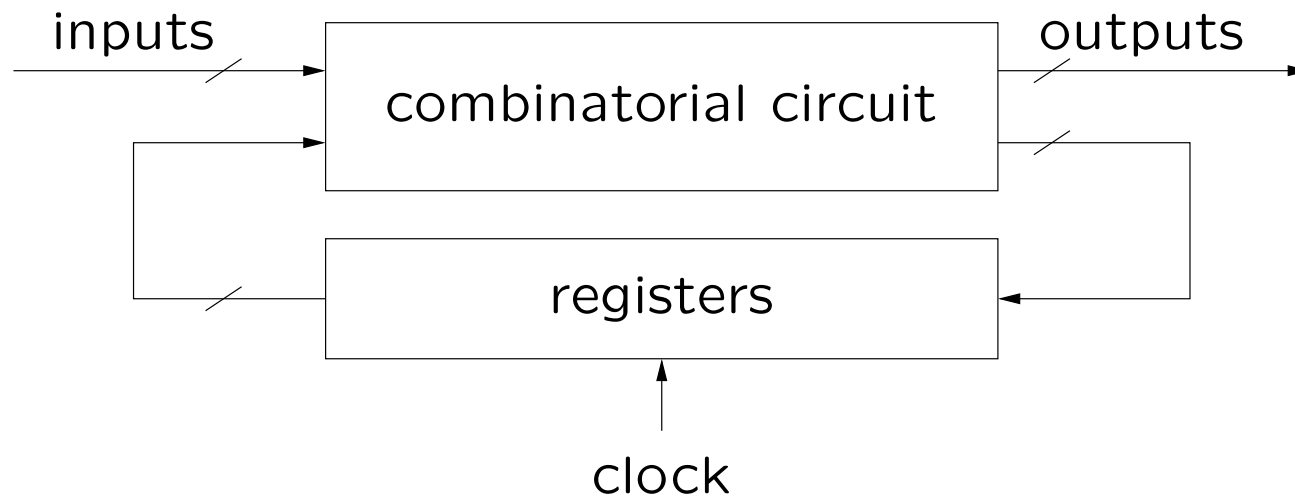 inputs
outputs
combinatorial circuit
registers
clock